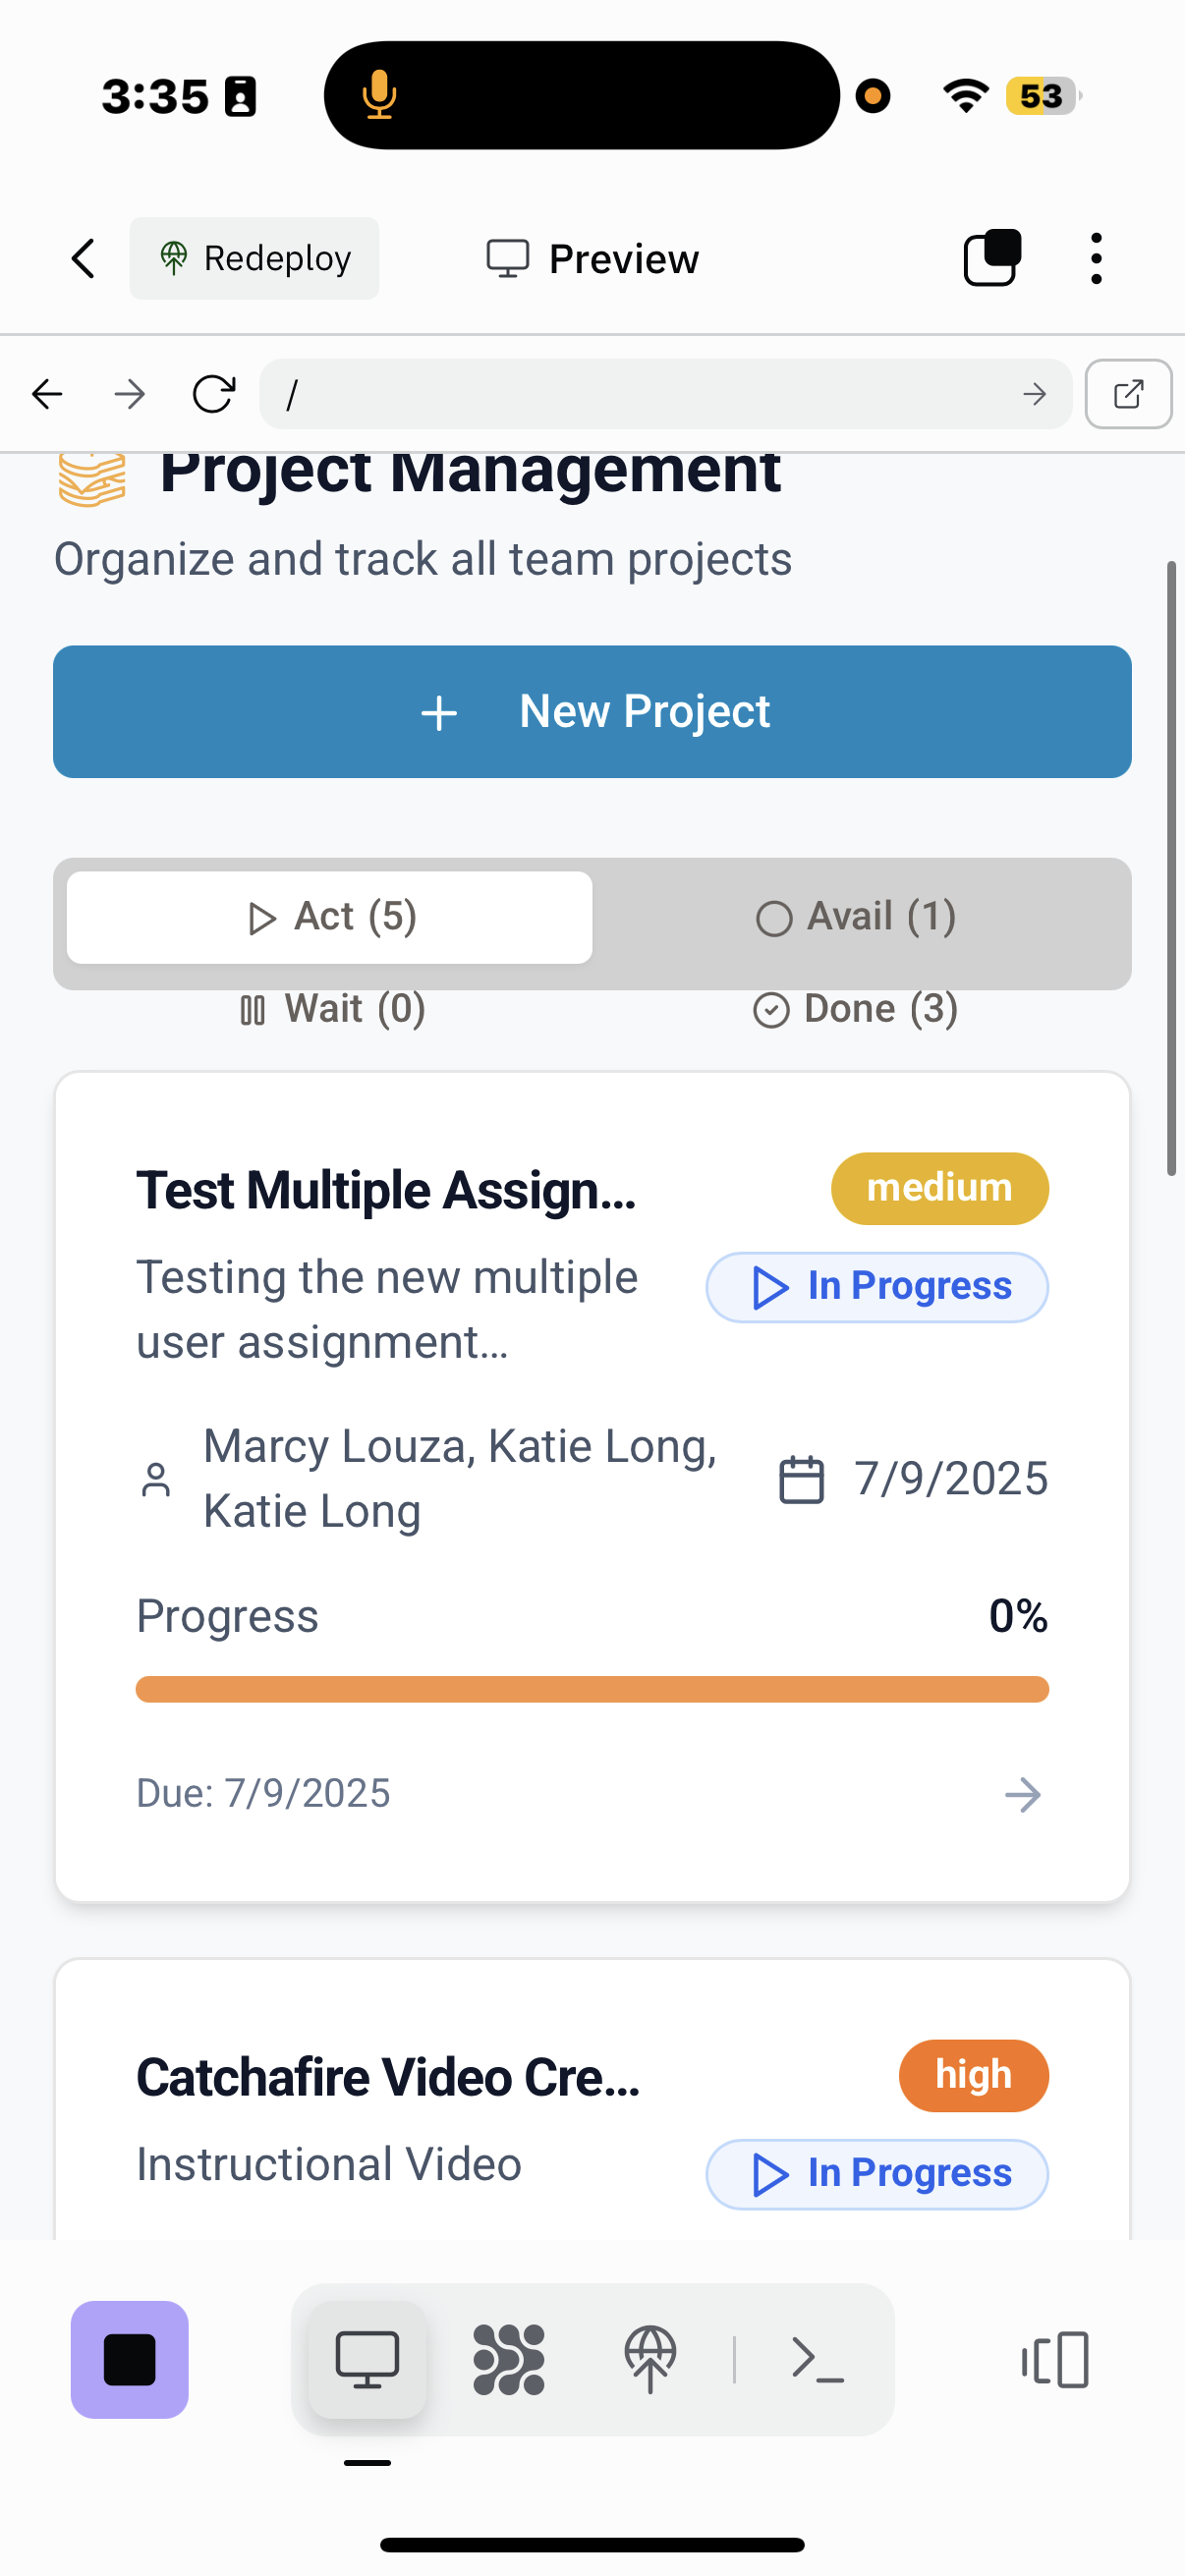 3:35
53
Redeploy
Preview
/
Project Management
Organize and track all team projects
+ New Project
Act (5)
Avail (1)
Wait (0)
Done (3)
Test Multiple Assign...
medium
Testing the new multiple
user assignment...
In Progress
Marcy Louza, Katie Long,
Katie Long
7/9/2025
Progress
0%
Due: 7/9/2025
Catchafire Video Cre...
high
Instructional Video
In Progress